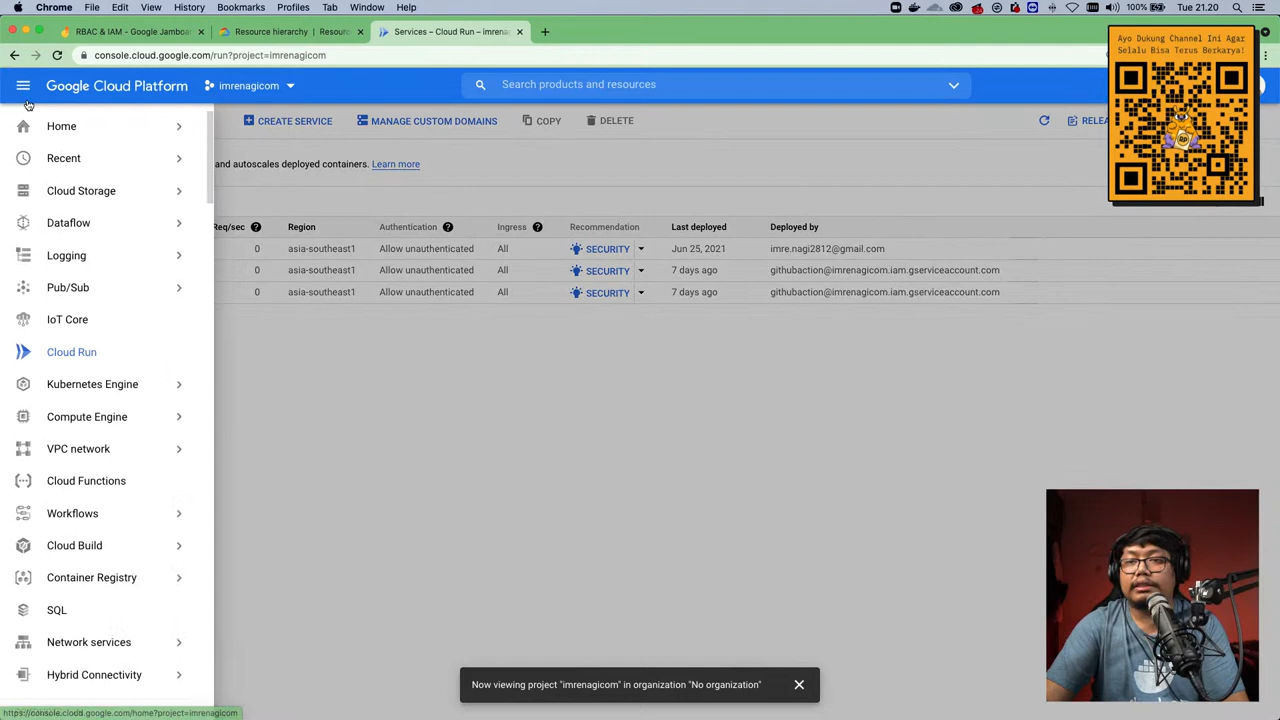 Chrome File Edit View History Bookmarks Profiles Tab Window Help 100% Tue 21.20
RBAC & IAM - Google Jamboa
Resource hierarchy | Resour
Services – Cloud Run – imrena
console.cloud.google.com/run?project=imrenagicom
Ayo Dukung Channel Ini Agar
Selalu Bisa Terus Berkarya!
Google Cloud Platform
imrenagicom
Search products and resources
CREATE SERVICE
MANAGE CUSTOM DOMAINS
COPY
DELETE
RELEA
and autoscales deployed containers. Learn more
Req/sec Region Authentication Ingress Recommendation Last deployed Deployed by
0 asia-southeast1 Allow unauthenticated All SECURITY Jun 25, 2021 imre.nagi2812@gmail.com
0 asia-southeast1 Allow unauthenticated All SECURITY 7 days ago githubaction@imrenagicom.iam.gserviceaccount.com
0 asia-southeast1 Allow unauthenticated All SECURITY 7 days ago githubaction@imrenagicom.iam.gserviceaccount.com
Home
Recent
Cloud Storage
Dataflow
Logging
Pub/Sub
IoT Core
Cloud Run
Kubernetes Engine
Compute Engine
VPC network
Cloud Functions
Workflows
Cloud Build
Container Registry
SQL
Network services
Hybrid Connectivity
Now viewing project "imrenagicom" in organization "No organization"
https://console.cloud.google.com/home?project=imrenagicom